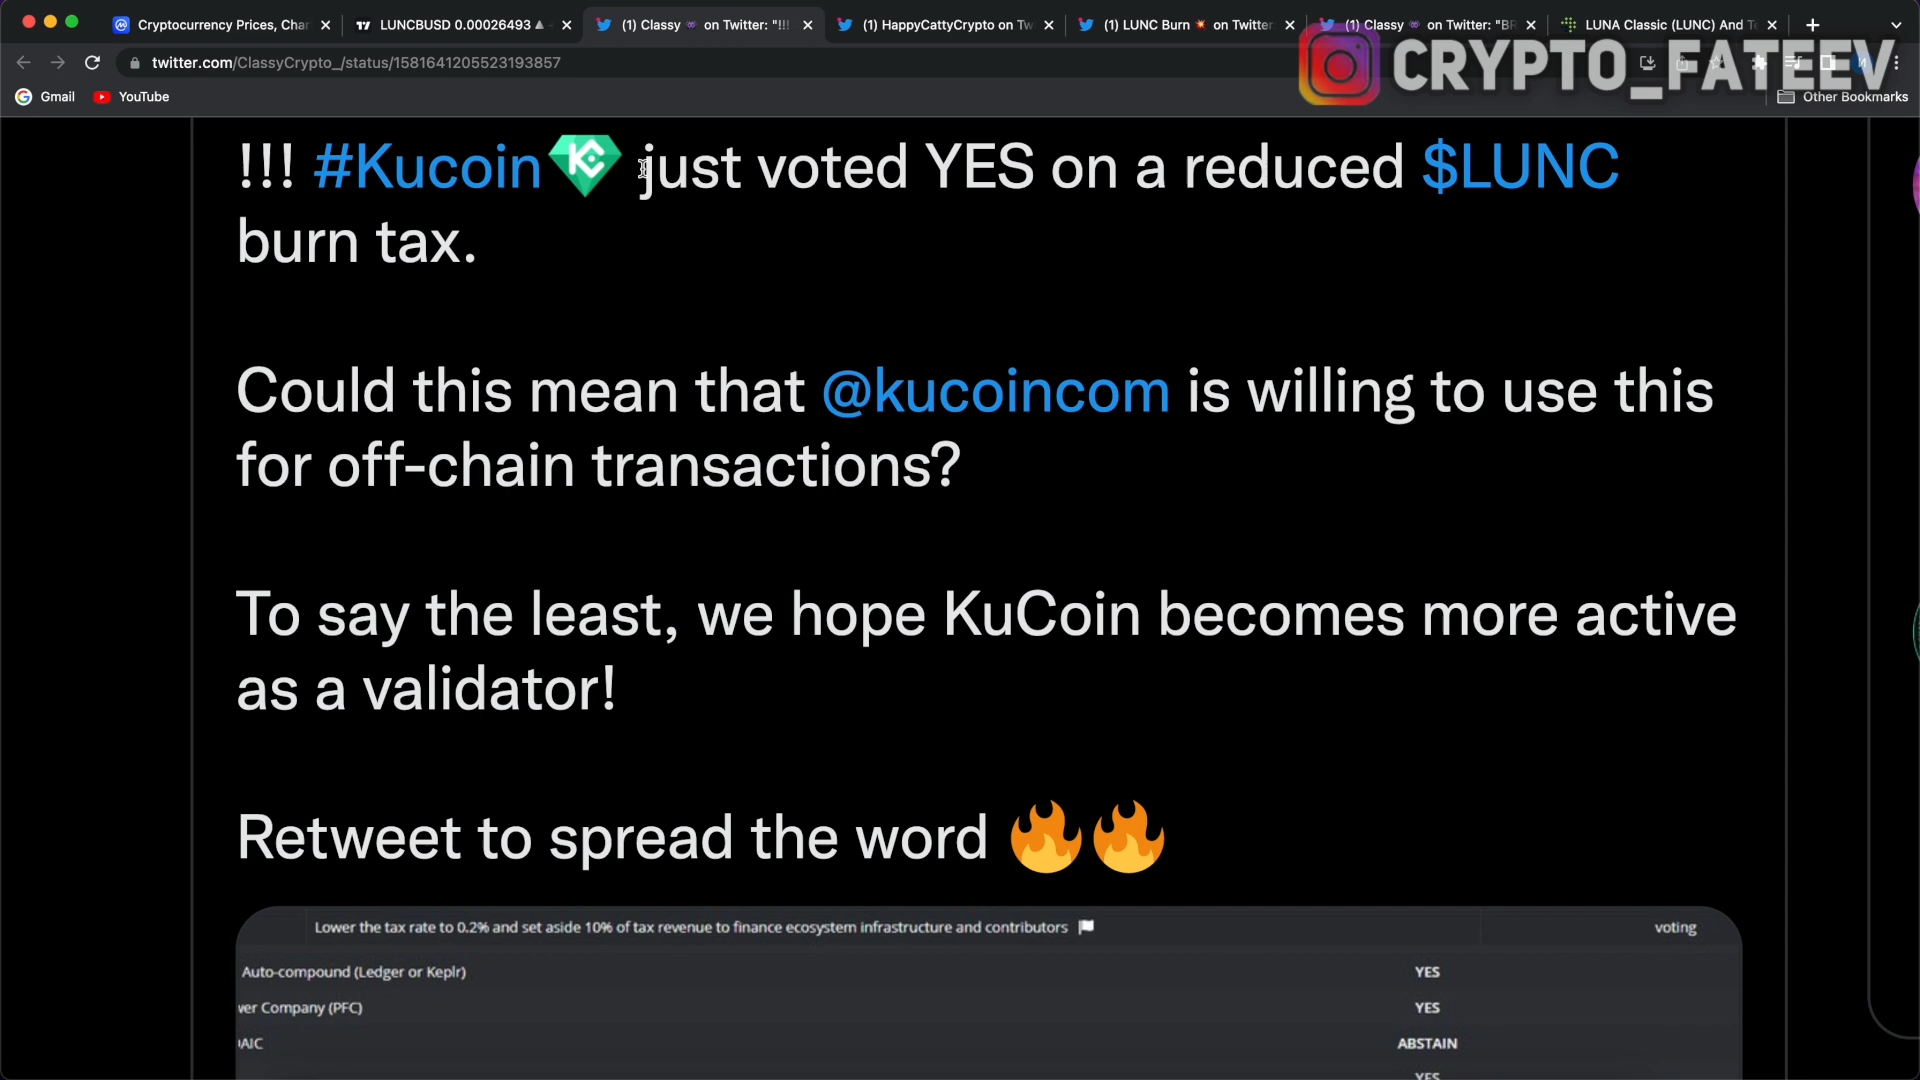 Cryptocurrency Prices, Char
LUNCBUSD 0.00026493
(1) Classy 👾 on Twitter: "!!!
(1) HappyCattyCrypto on Tw
(1) LUNC Burn 💥 on Twitter
(1) Classy 👾 on Twitter: "BR
LUNA Classic (LUNC) And Te
twitter.com/ClassyCrypto_/status/1581641205523193857
CRYPTO_FATEEV
Gmail
YouTube
Other Bookmarks
!!! #Kucoin just voted YES on a reduced $LUNC
burn tax.
Could this mean that @kucoincom is willing to use this
for off-chain transactions?
To say the least, we hope KuCoin becomes more active
as a validator!
Retweet to spread the word 🔥🔥
Lower the tax rate to 0.2% and set aside 10% of tax revenue to finance ecosystem infrastructure and contributors voting
Auto-compound (Ledger or Keplr) YES
wer Company (PFC) YES
AIC ABSTAIN
YES